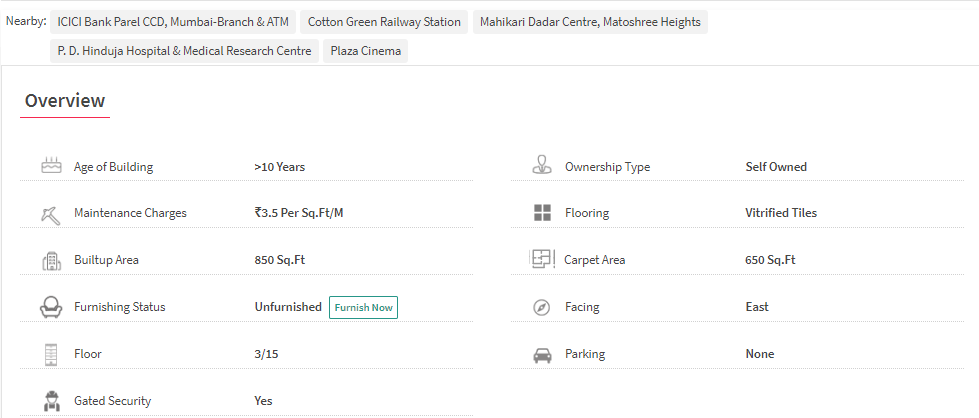 Nearby: ICICI Bank Parel CCD, Mumbai-Branch & ATM Cotton Green Railway Station Mahikari Dadar Centre, Matoshree Heights
P. D. Hinduja Hospital & Medical Research Centre Plaza Cinema
Overview
Age of Building >10 Years Ownership Type Self Owned
Maintenance Charges ₹3.5 Per Sq.Ft/M Flooring Vitrified Tiles
Builtup Area 850 Sq.Ft Carpet Area 650 Sq.Ft
Furnishing Status Unfurnished Furnish Now Facing East
Floor 3/15 Parking None
Gated Security Yes